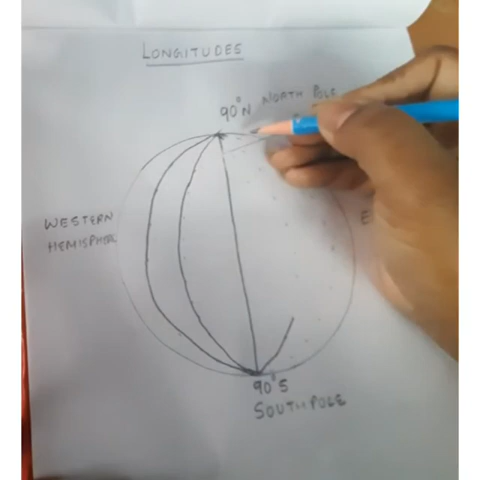 LONGITUDES
90°N NORTH POLE
WESTERN
HEMISPHERE
E
90°S
SOUTH POLE